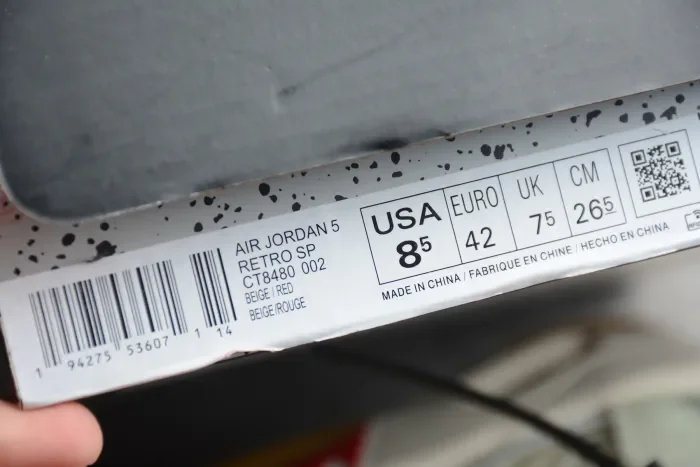 AIR JORDAN 5
RETRO SP
CT8480 002
BEIGE / RED
BEIGE/ROUGE
1 94275 53607 1 14
USA EURO UK CM
8⁵ 42 7⁵ 26⁵
MADE IN CHINA / FABRIQUE EN CHINE / HECHO EN CHINA